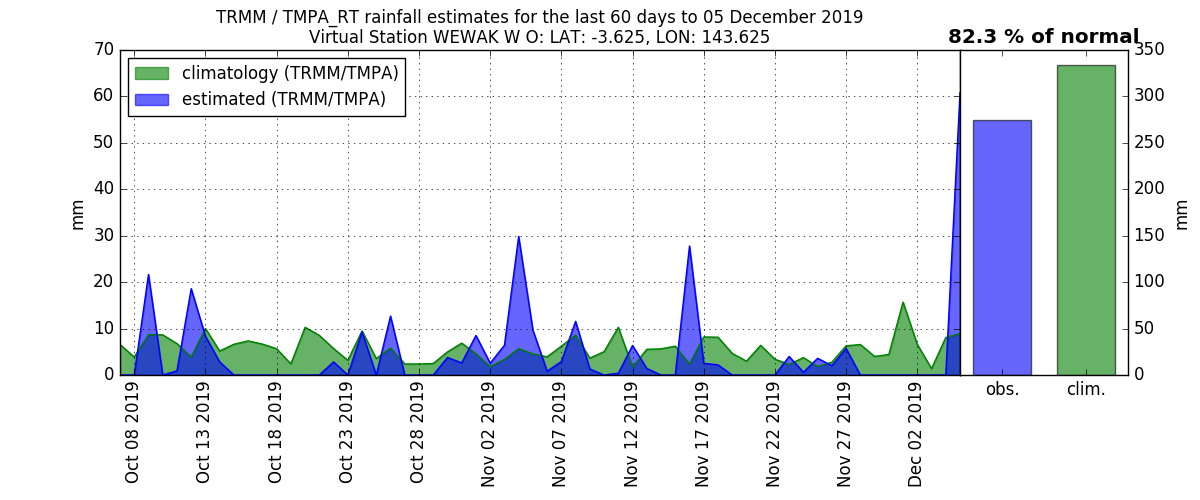 TRMM / TMPA_RT rainfall estimates for the last 60 days to 05 December 2019
Virtual Station WEWAK W O: LAT: -3.625, LON: 143.625
82.3 % of normal
climatology (TRMM/TMPA)
estimated (TRMM/TMPA)
70
60
50
40
30
20
10
0
mm
Oct 08 2019
Oct 13 2019
Oct 18 2019
Oct 23 2019
Oct 28 2019
Nov 02 2019
Nov 07 2019
Nov 12 2019
Nov 17 2019
Nov 22 2019
Nov 27 2019
Dec 02 2019
obs.
clim.
350
300
250
200
150
100
50
0
mm